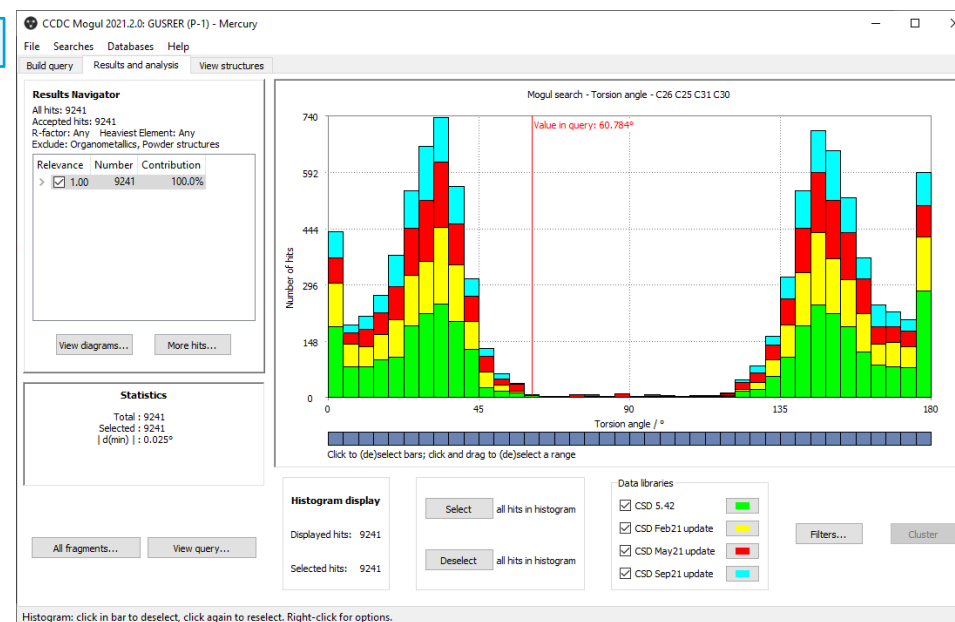 CCDC Mogul 2021.2.0: GUSRER (P-1) - Mercury
File Searches Databases Help
Build query Results and analysis View structures
Results Navigator
All hits: 9241
Accepted hits: 9241
R-factor: Any Heaviest Element: Any
Exclude: Organometallics, Powder structures
Relevance Number Contribution
1.00 9241 100.0%
View diagrams... More hits...
Statistics
Total : 9241
Selected : 9241
| d(min) | : 0.025°
All fragments... View query...
Mogul search - Torsion angle - C26 C25 C31 C30
Value in query: 60.784°
Number of hits
740
592
444
296
148
0
0 45 90 135 180
Torsion angle / °
Click to (de)select bars; click and drag to (de)select a range
Histogram display
Displayed hits: 9241
Selected hits: 9241
Select all hits in histogram
Deselect all hits in histogram
Data libraries
CSD 5.42
CSD Feb21 update
CSD May21 update
CSD Sep21 update
Filters... Cluster
Histogram: click in bar to deselect, click again to reselect. Right-click for options.